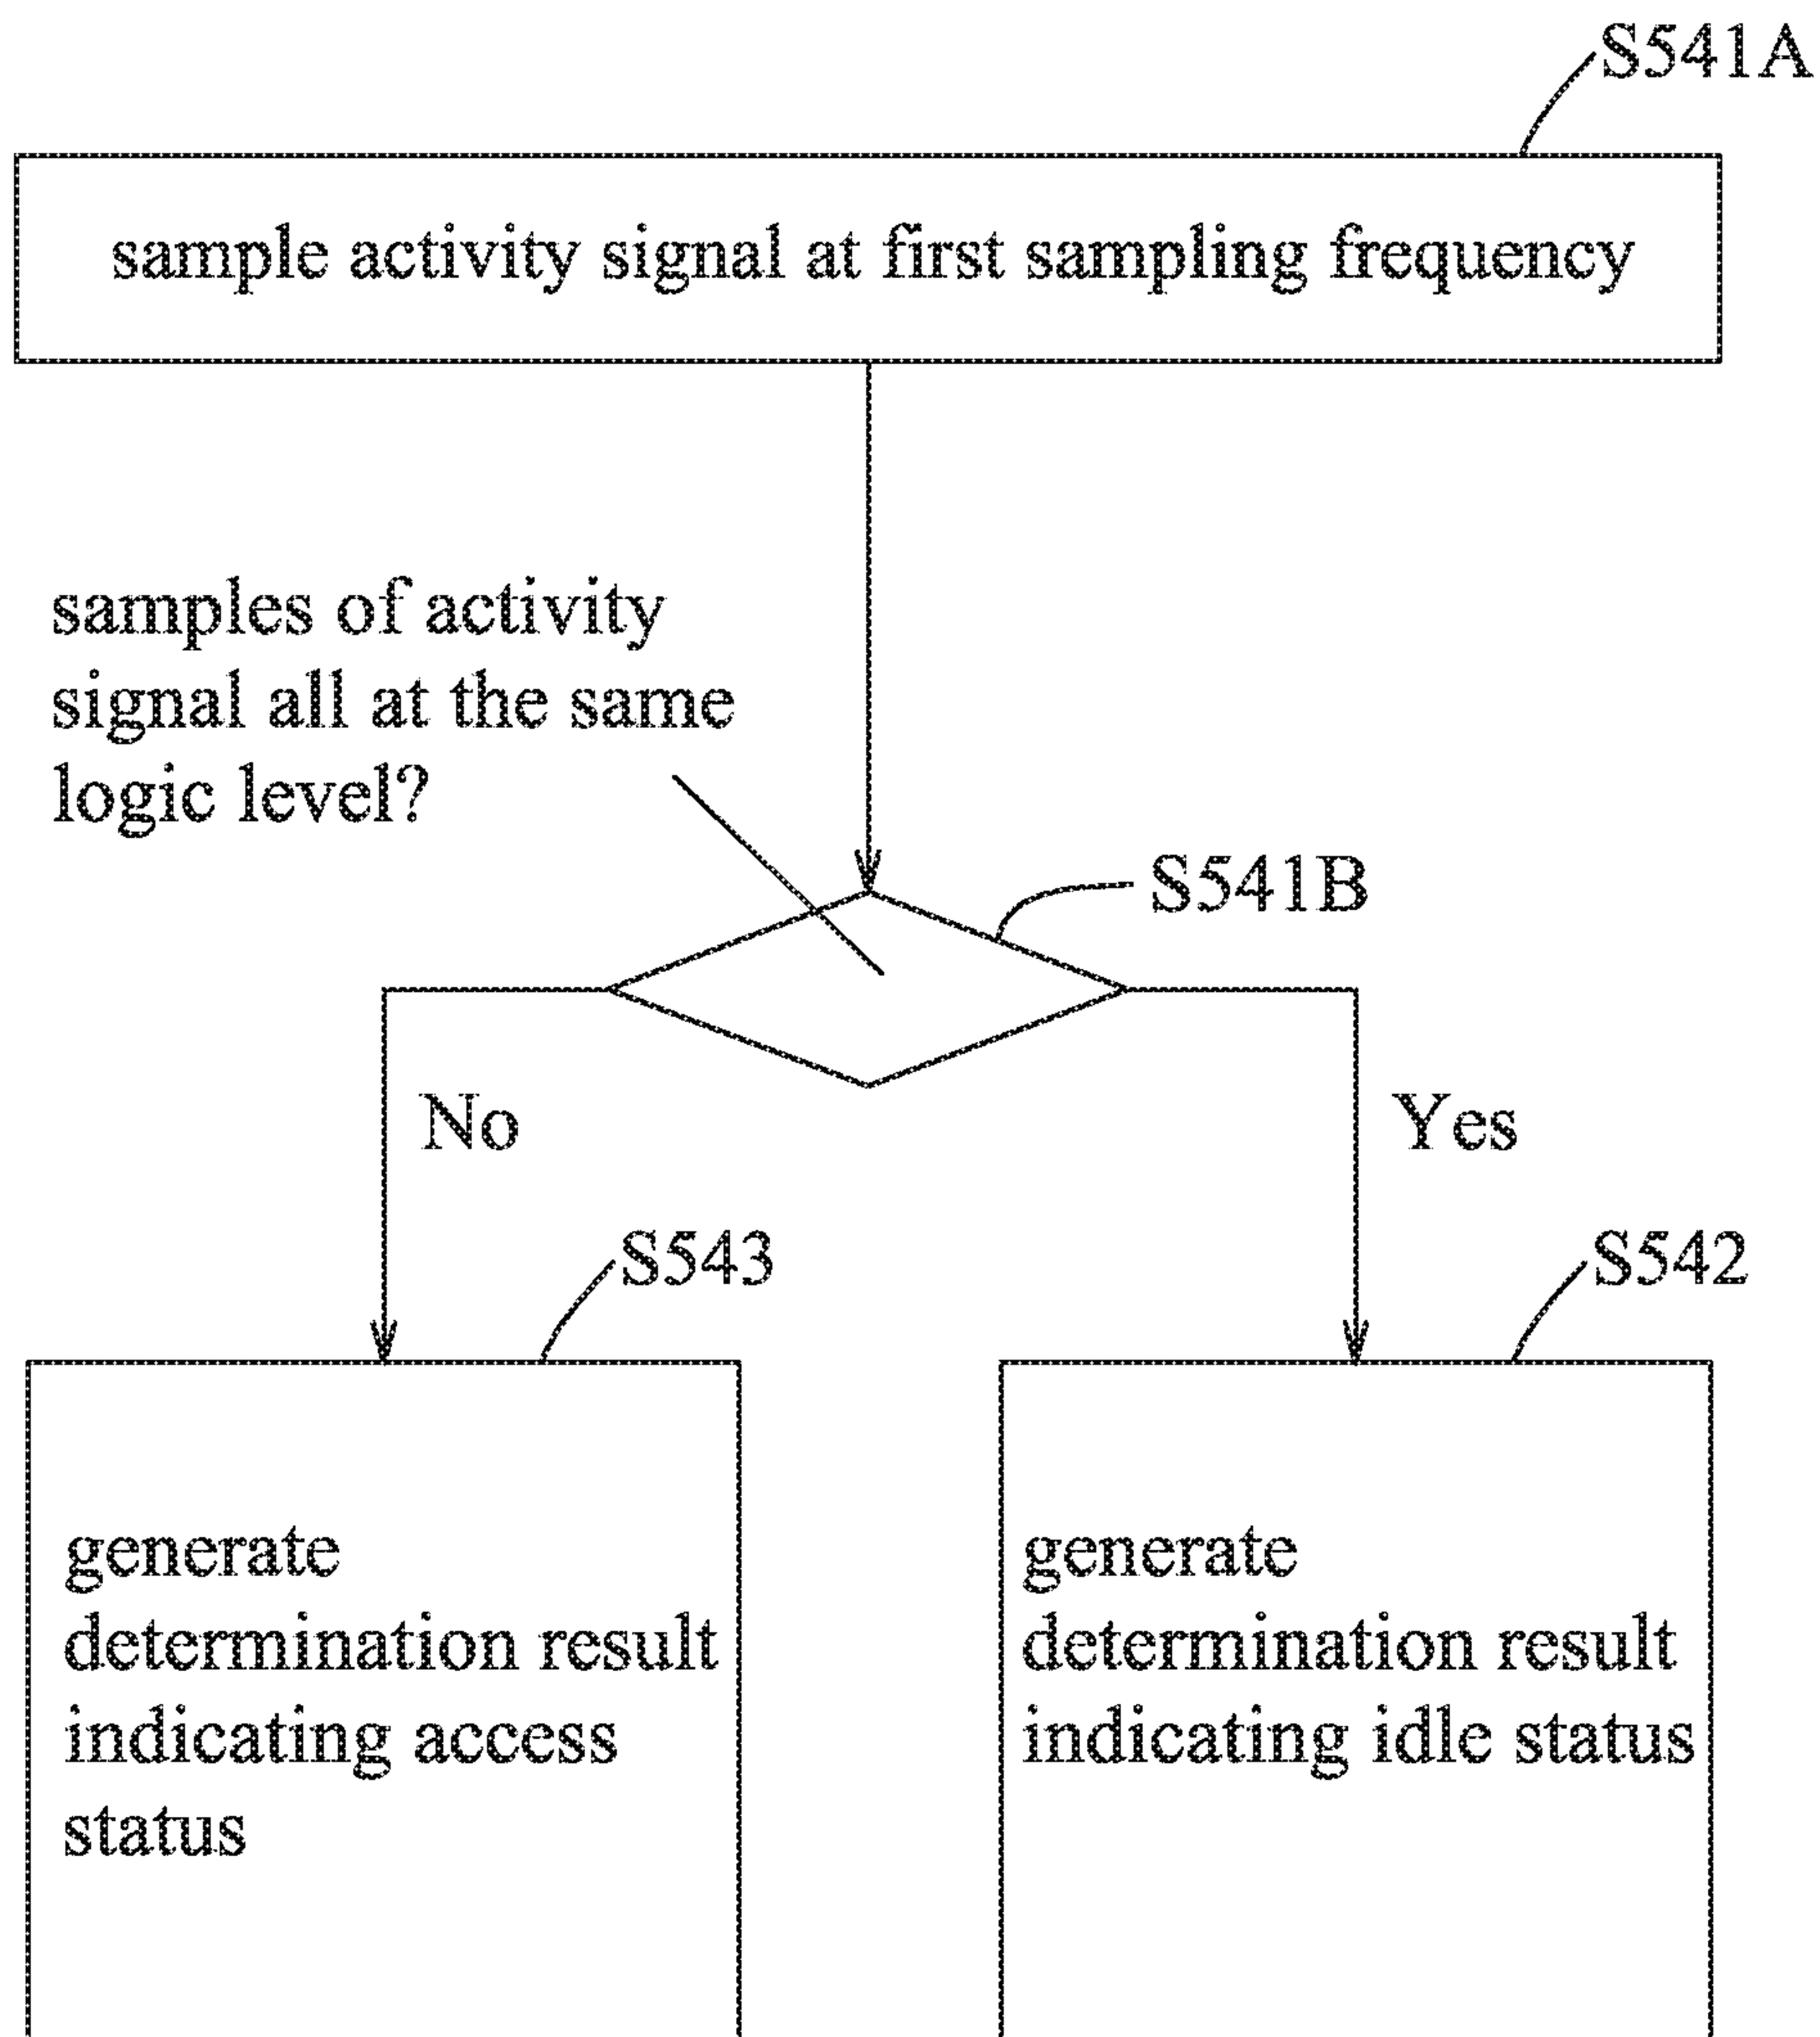 S541A
sample activity signal at first sampling frequency
samples of activity
signal all at the same
logic level?
S541B
No
Yes
S543
S542
generate
determination result
indicating access
status
generate
determination result
indicating idle status